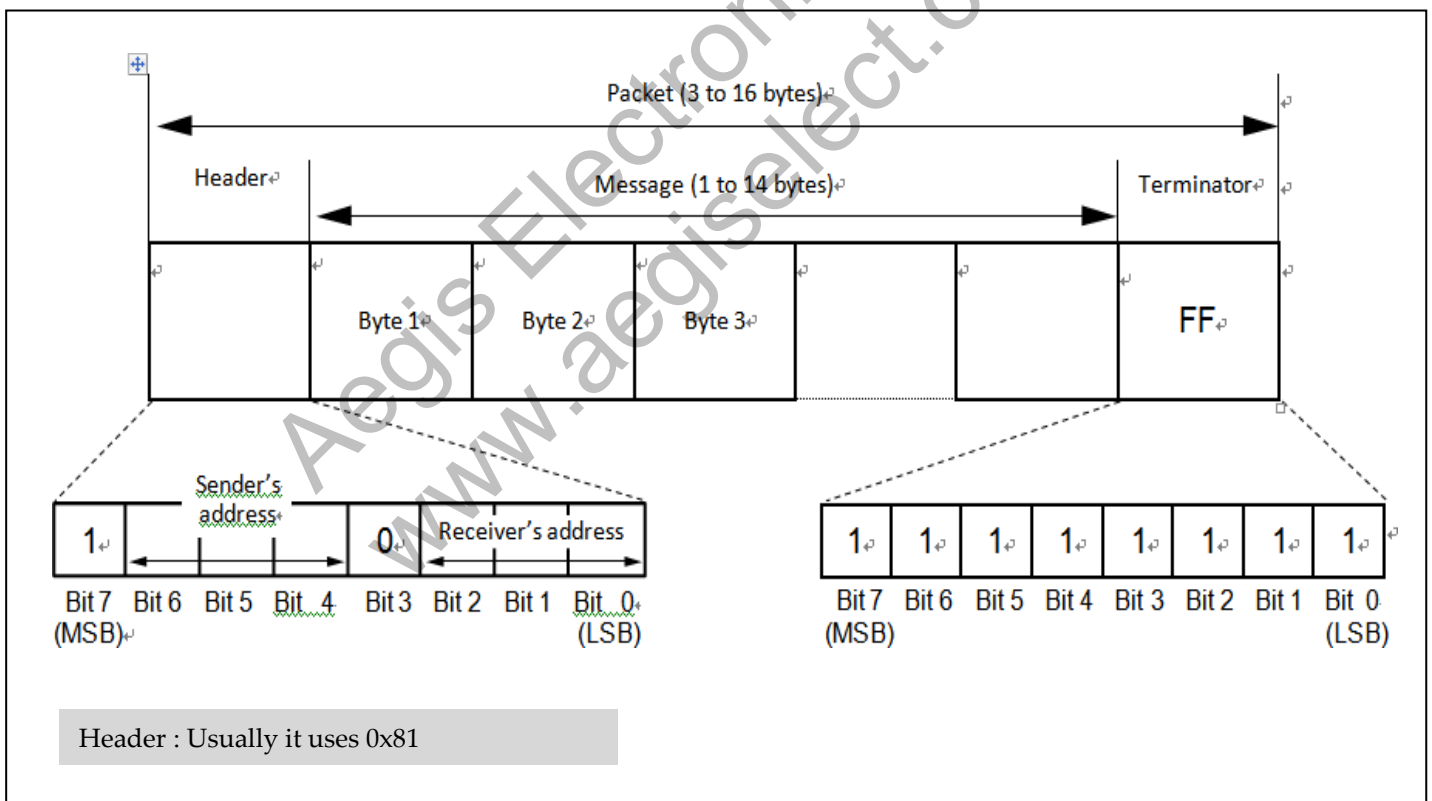 Packet (3 to 16 bytes)
Header
Message (1 to 14 bytes)
Terminator
Byte 1
Byte 2
Byte 3
FF
Sender's
address
1
0
Receiver's address
Bit 7 Bit 6 Bit 5 Bit 4 Bit 3 Bit 2 Bit 1 Bit 0
(MSB) (LSB)
1 1 1 1 1 1 1 1
Bit 7 Bit 6 Bit 5 Bit 4 Bit 3 Bit 2 Bit 1 Bit 0
(MSB) (LSB)
Header : Usually it uses 0x81
Aegis
www.aegiselect.